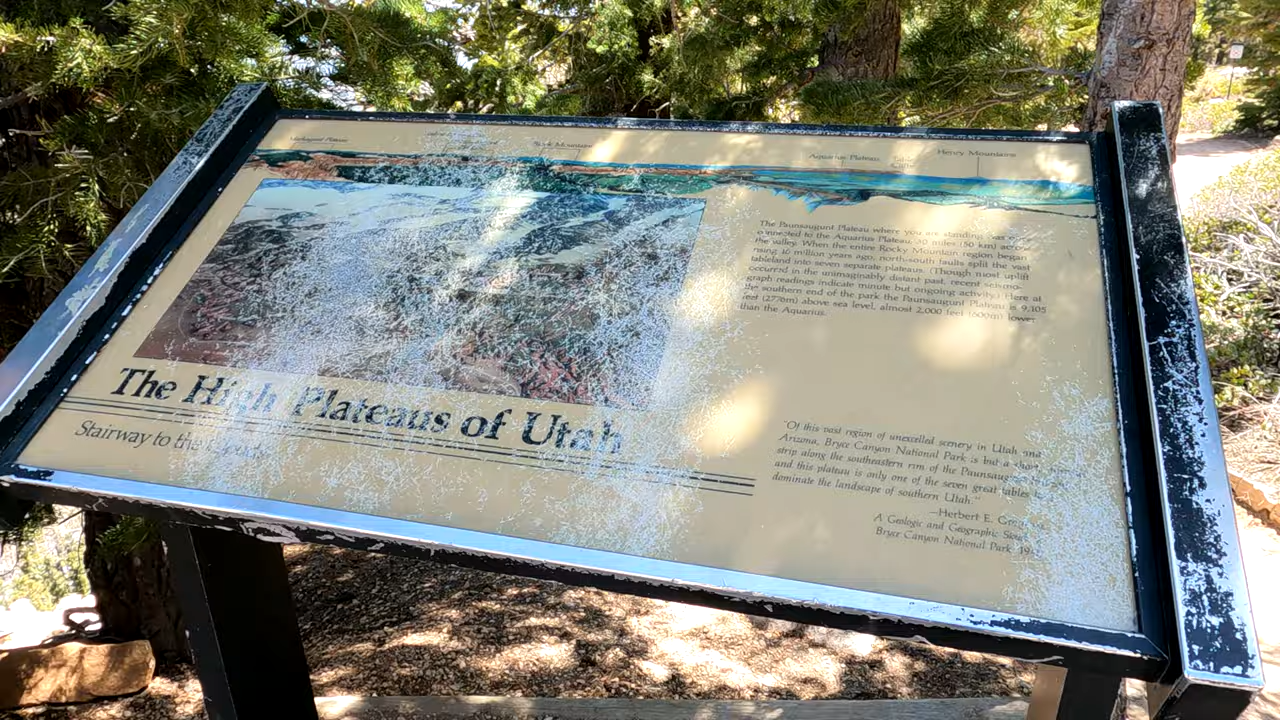 Markagunt Plateau
Aquarius Plateau
Henry Mountains
The Paunsaugunt Plateau where you are standing was once
connected to the Aquarius Plateau, 30 miles (50 km) across
the valley. When the entire Rocky Mountain region began
rising 16 million years ago, north-south faults split the vast
tableland into seven separate plateaus. (Though most uplift
occurred in the unimaginably distant past, recent seismo-
graph readings indicate minute but ongoing activity.) Here at
the southern end of the park the Paunsaugunt Plateau is 9,105
feet (2776m) above sea level, almost 2,000 feet (600m) lower
than the Aquarius.
The High Plateaus of Utah
Stairway to the
"Of this vast region of unexcelled scenery in Utah and
Arizona, Bryce Canyon National Park is but a short
strip along the southeastern rim of the
and this plateau is only one of the seven great tables
dominate the landscape of southern Utah."
—Herbert E.
A Geologic and Geographic
Bryce Canyon National Park